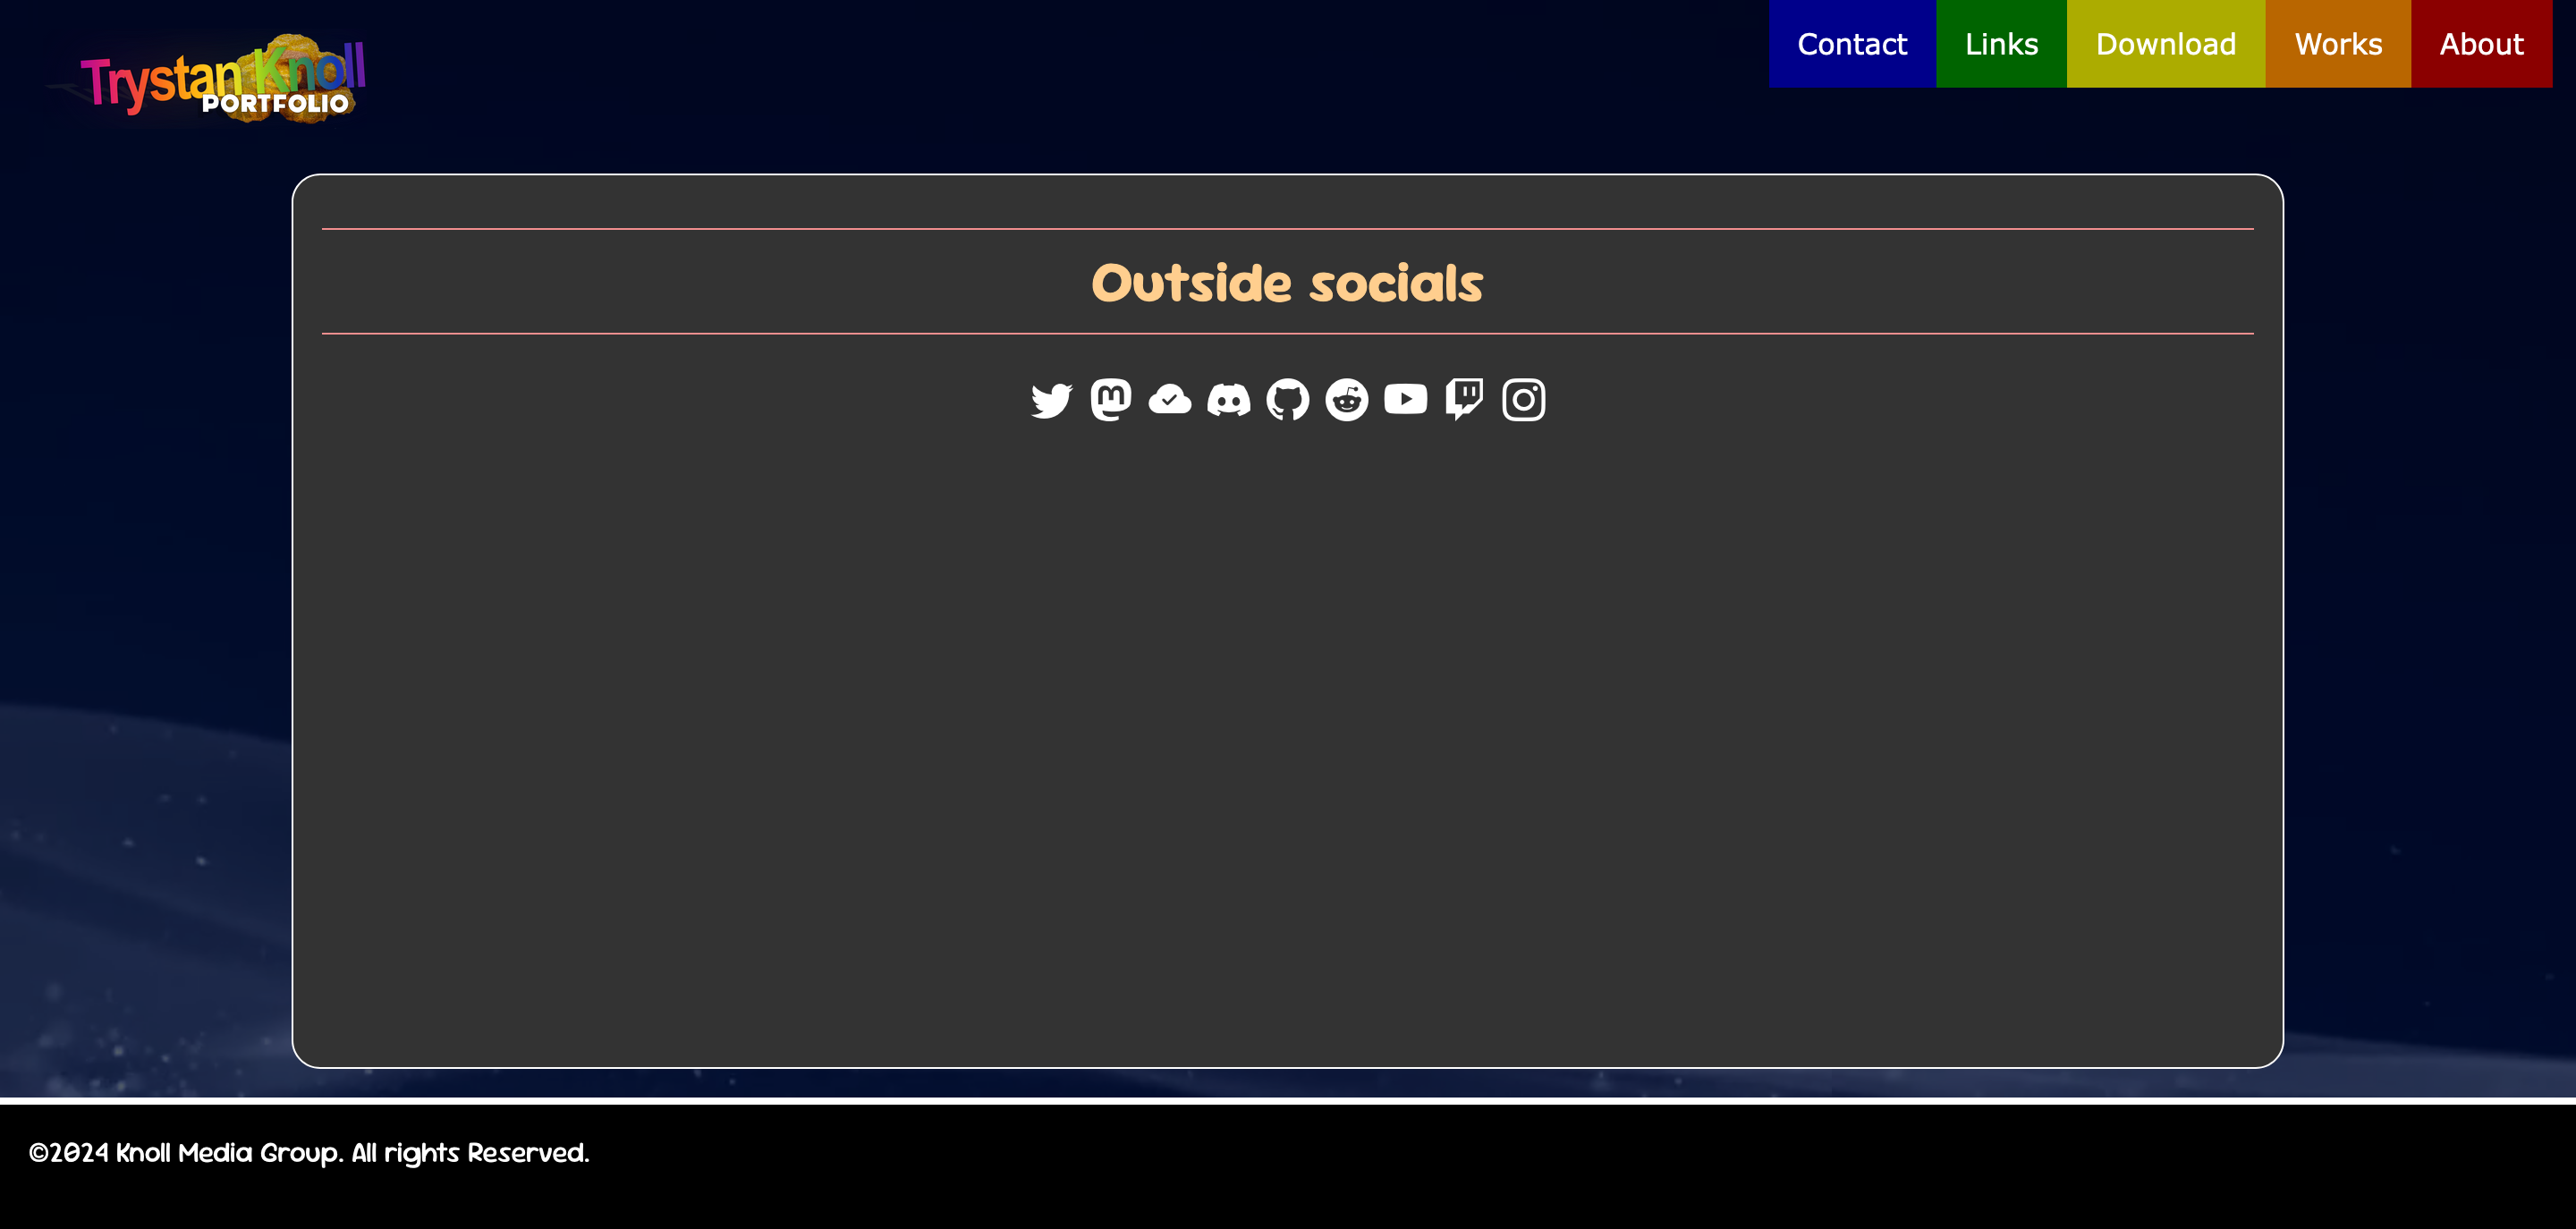 Trystan Knoll
PORTFOLIO
Contact
Links
Download
Works
About
Outside socials
©2024 Knoll Media Group. All rights Reserved.